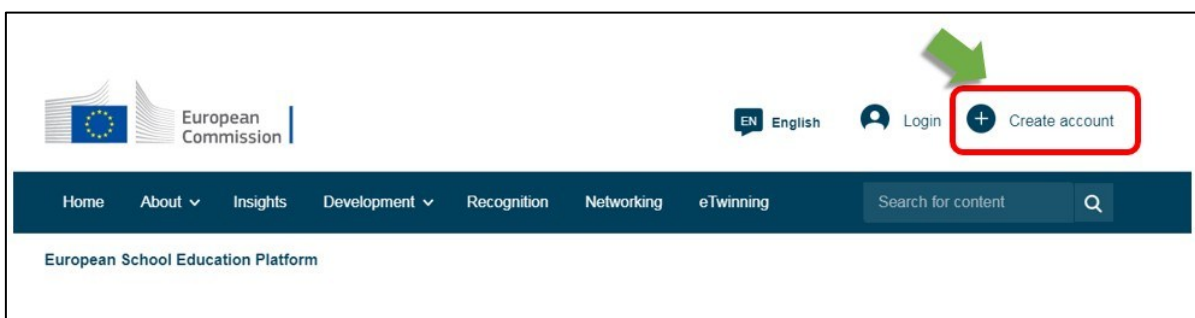 European
Commission
EN English Login Create account
Home About Insights Development Recognition Networking eTwinning Search for content
European School Education Platform